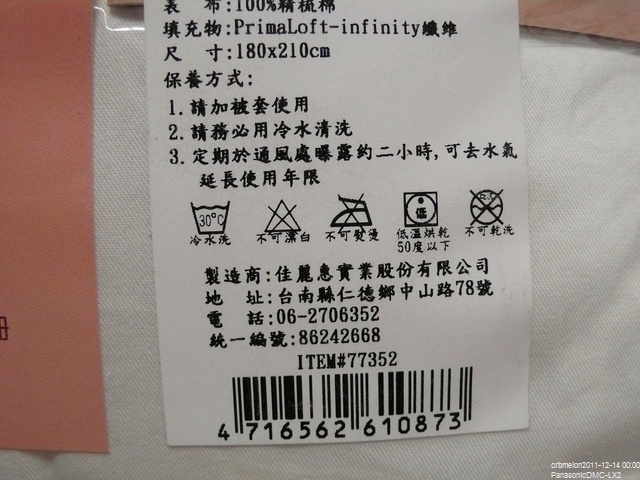 表 布:100%精梳棉
填充物:PrimaLoft-infinity纖維
尺 寸:180x210cm
保養方式:
1.請加被套使用
2.請務必用冷水清洗
3.定期於通風處曝露約二小時,可去水氣
延長使用年限
30°C
低
冷水洗 不可漂白 不可熨燙 低溫烘乾 不可乾洗
50度以下
製造商:佳麗惠實業股份有限公司
地 址:台南縣仁德鄉中山路78號
電 話:06-2706352
統一編號:86242668
ITEM#77352
4 716562 610873
crbmelon2011-12-14 00:00
PanasonicDMC-LX2